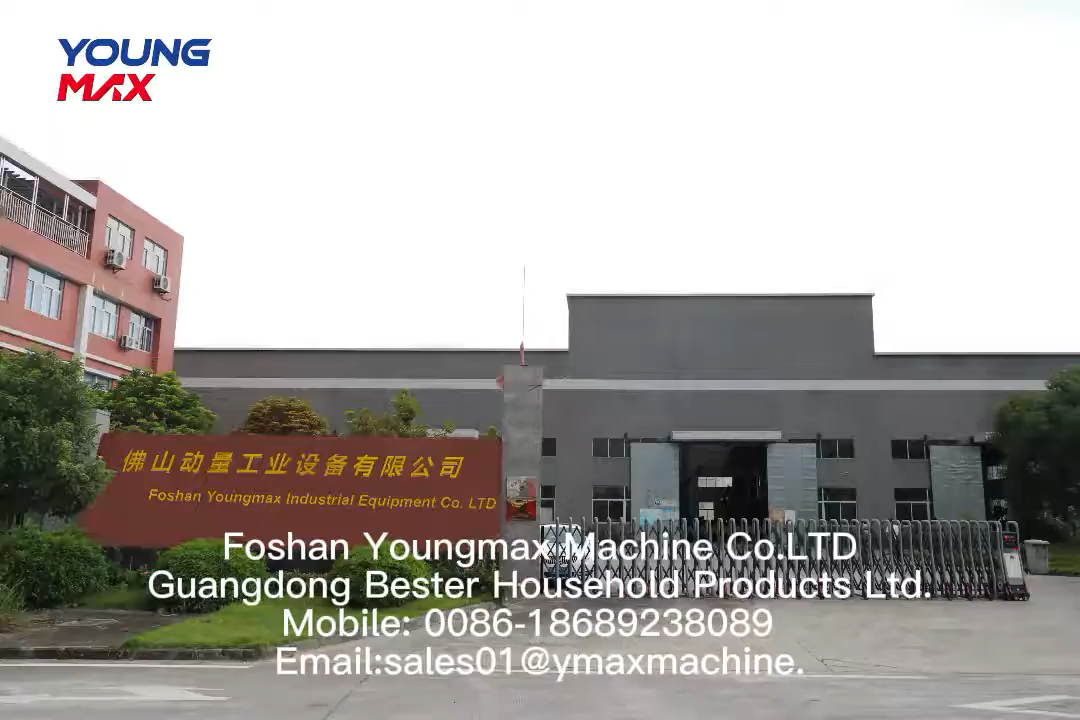 YOUNG
MAX
佛山动量工业设备有限公司
Foshan Youngmax Industrial Equipment Co. LTD
Foshan Youngmax Machine Co.LTD
Guangdong Bester Household Products Ltd.
Mobile: 0086-18689238089
Email:sales01@ymaxmachine.